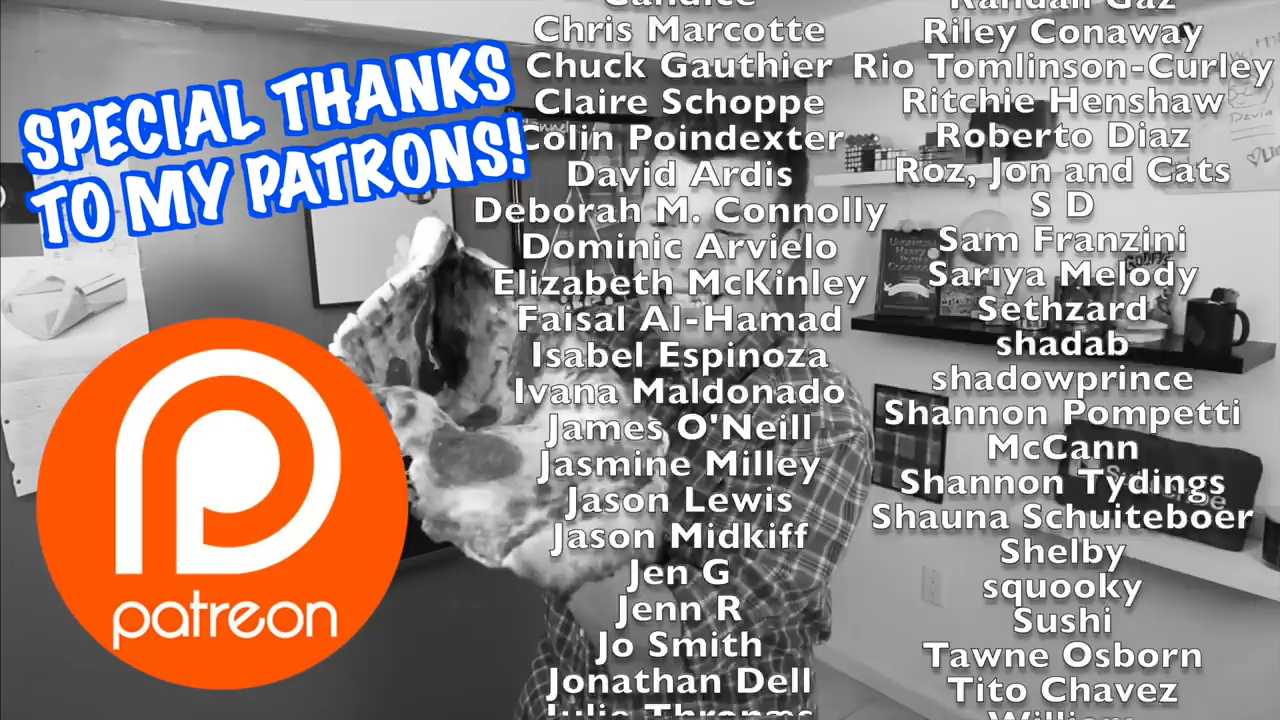 SPECIAL THANKS
TO MY PATRONS!
patreon
Candice
Chris Marcotte
Chuck Gauthier
Claire Schoppe
Colin Poindexter
David Ardis
Deborah M. Connolly
Dominic Arvielo
Elizabeth McKinley
Faisal Al-Hamad
Isabel Espinoza
Ivana Maldonado
James O'Neill
Jasmine Milley
Jason Lewis
Jason Midkiff
Jen G
Jenn R
Jo Smith
Jonathan Dell
Randah Gaz
Riley Conaway
Rio Tomlinson-Curley
Ritchie Henshaw
Roberto Diaz
Roz, Jon and Cats
S D
Sam Franzini
Sariya Melody
Sethzard
shadab
shadowprince
Shannon Pompetti
McCann
Shannon Tydings
Shauna Schuiteboer
Shelby
squooky
Sushi
Tawne Osborn
Tito Chavez